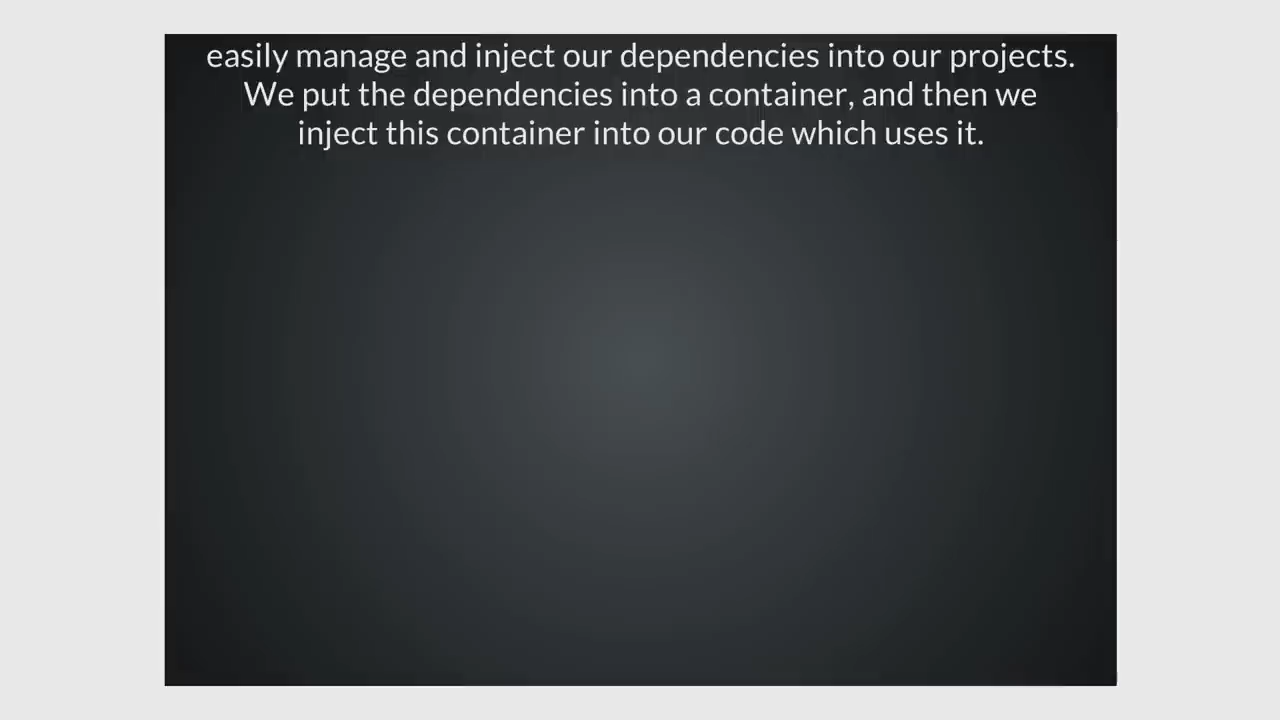 easily manage and inject our dependencies into our projects.
We put the dependencies into a container, and then we
inject this container into our code which uses it.